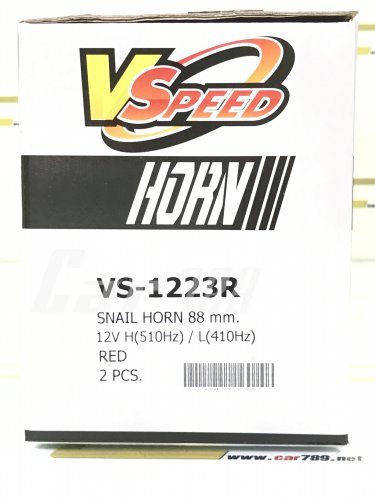 VSPEED
HORN
VS-1223R
SNAIL HORN 88 mm.
12V H(510Hz) / L(410Hz)
RED
2 PCS.
www.car789.net